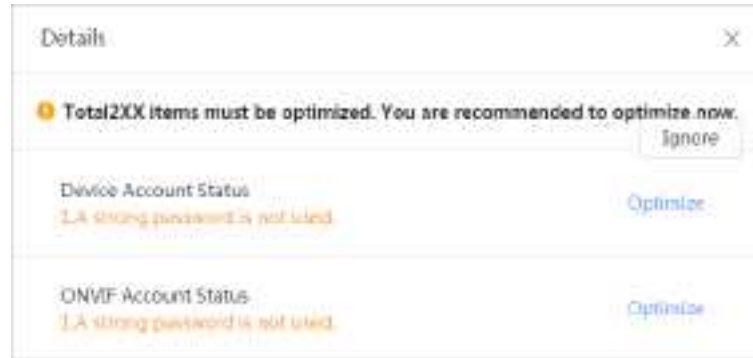 Details
Total2XX items must be optimized. You are recommended to optimize now.
Ignore
Device Account Status
1.A strong password is not used.
Optimize
ONVIF Account Status
1.A strong password is not used.
Optimize